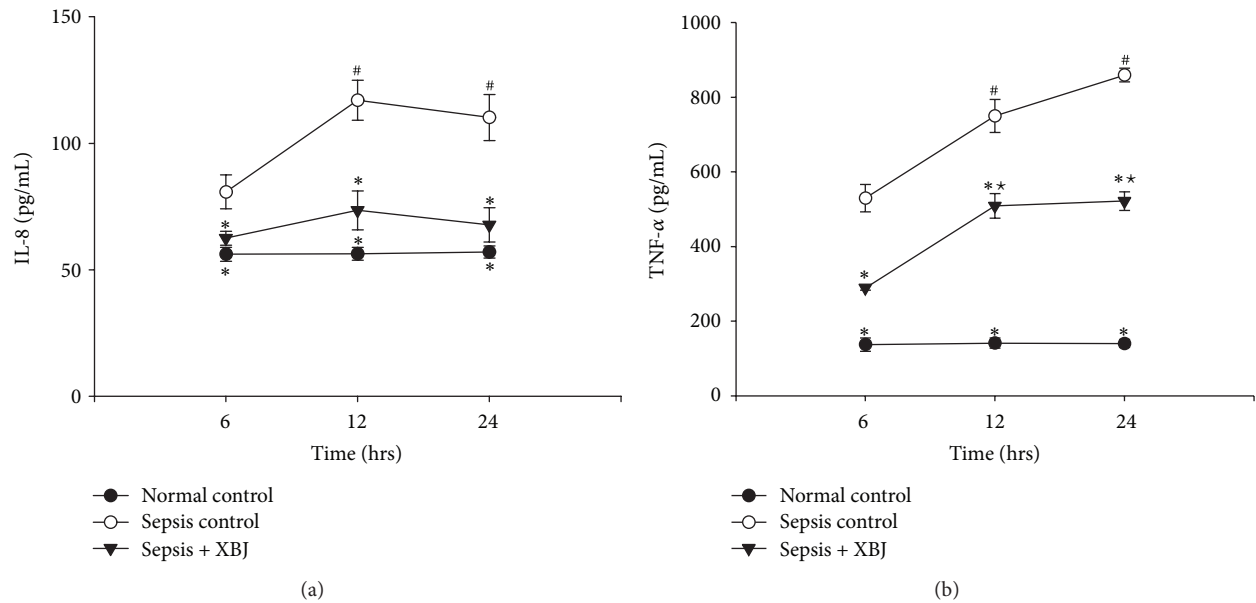 150
100
50
0
IL-8 (pg/mL)
#
#
*
*
*
*
*
*
6
12
24
Time (hrs)
Normal control
Sepsis control
Sepsis + XBJ
(a)
1000
800
600
400
200
0
TNF-α (pg/mL)
#
#
*⋆
*⋆
*
*
*
*
6
12
24
Time (hrs)
Normal control
Sepsis control
Sepsis + XBJ
(b)